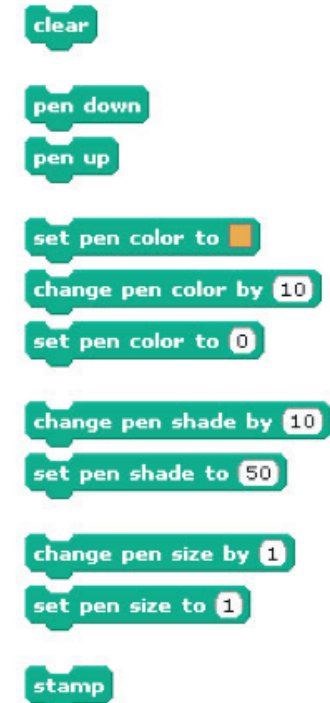 clear
pen down
pen up
set pen color to
change pen color by 10
set pen color to 0
change pen shade by 10
set pen shade to 50
change pen size by 1
set pen size to 1
stamp